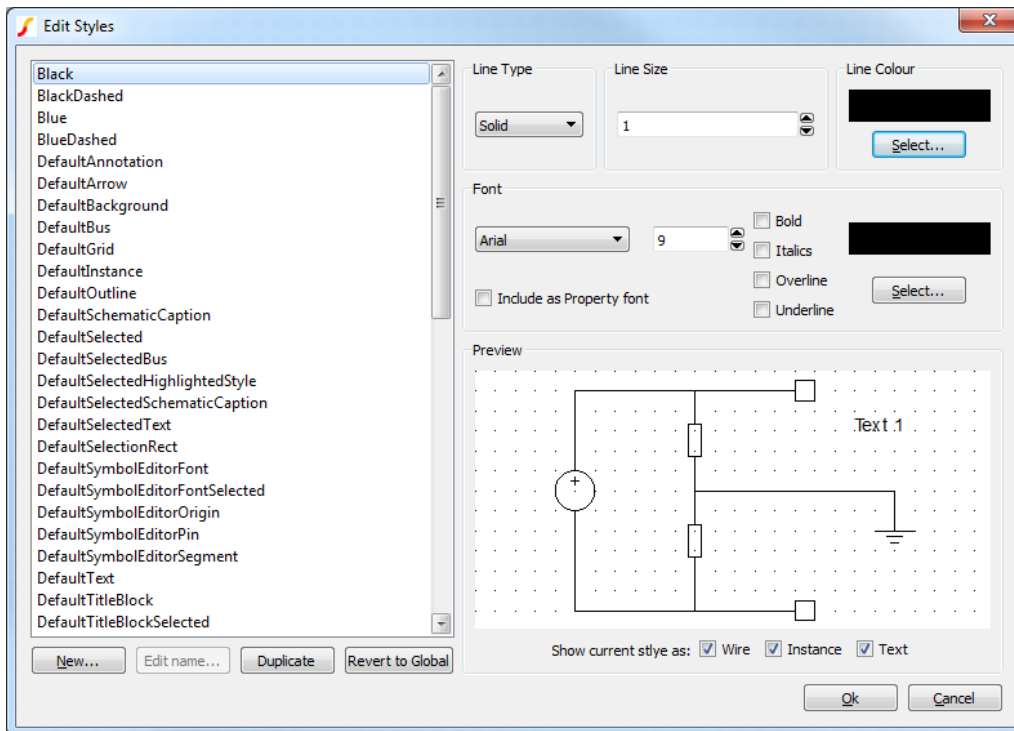 Edit Styles
Black
BlackDashed
Blue
BlueDashed
DefaultAnnotation
DefaultArrow
DefaultBackground
DefaultBus
DefaultGrid
DefaultInstance
DefaultOutline
DefaultSchematicCaption
DefaultSelected
DefaultSelectedBus
DefaultSelectedHighlightedStyle
DefaultSelectedSchematicCaption
DefaultSelectedText
DefaultSelectionRect
DefaultSymbolEditorFont
DefaultSymbolEditorFontSelected
DefaultSymbolEditorOrigin
DefaultSymbolEditorPin
DefaultSymbolEditorSegment
DefaultText
DefaultTitleBlock
DefaultTitleBlockSelected
New...
Edit name...
Duplicate
Revert to Global
Line Type
Solid
Line Size
1
Line Colour
Select...
Font
Arial
9
Bold
Italics
Overline
Underline
Include as Property font
Select...
Preview
Text 1
+
Show current stlye as:
Wire
Instance
Text
Ok
Cancel